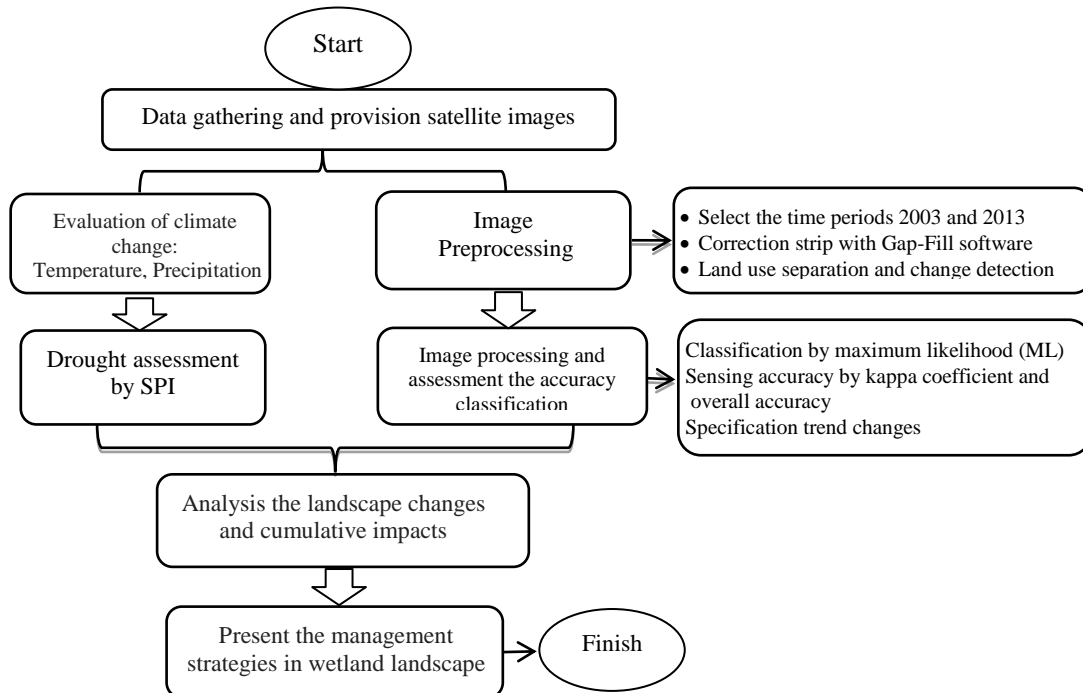 Start
Data gathering and provision satellite images
Evaluation of climate
change:
Temperature, Precipitation
Image
Preprocessing
• Select the time periods 2003 and 2013
• Correction strip with Gap-Fill software
• Land use separation and change detection
Drought assessment
by SPI
Image processing and
assessment the accuracy
classification
Classification by maximum likelihood (ML)
Sensing accuracy by kappa coefficient and
overall accuracy
Specification trend changes
Analysis the landscape changes
and cumulative impacts
Present the management
strategies in wetland landscape
Finish